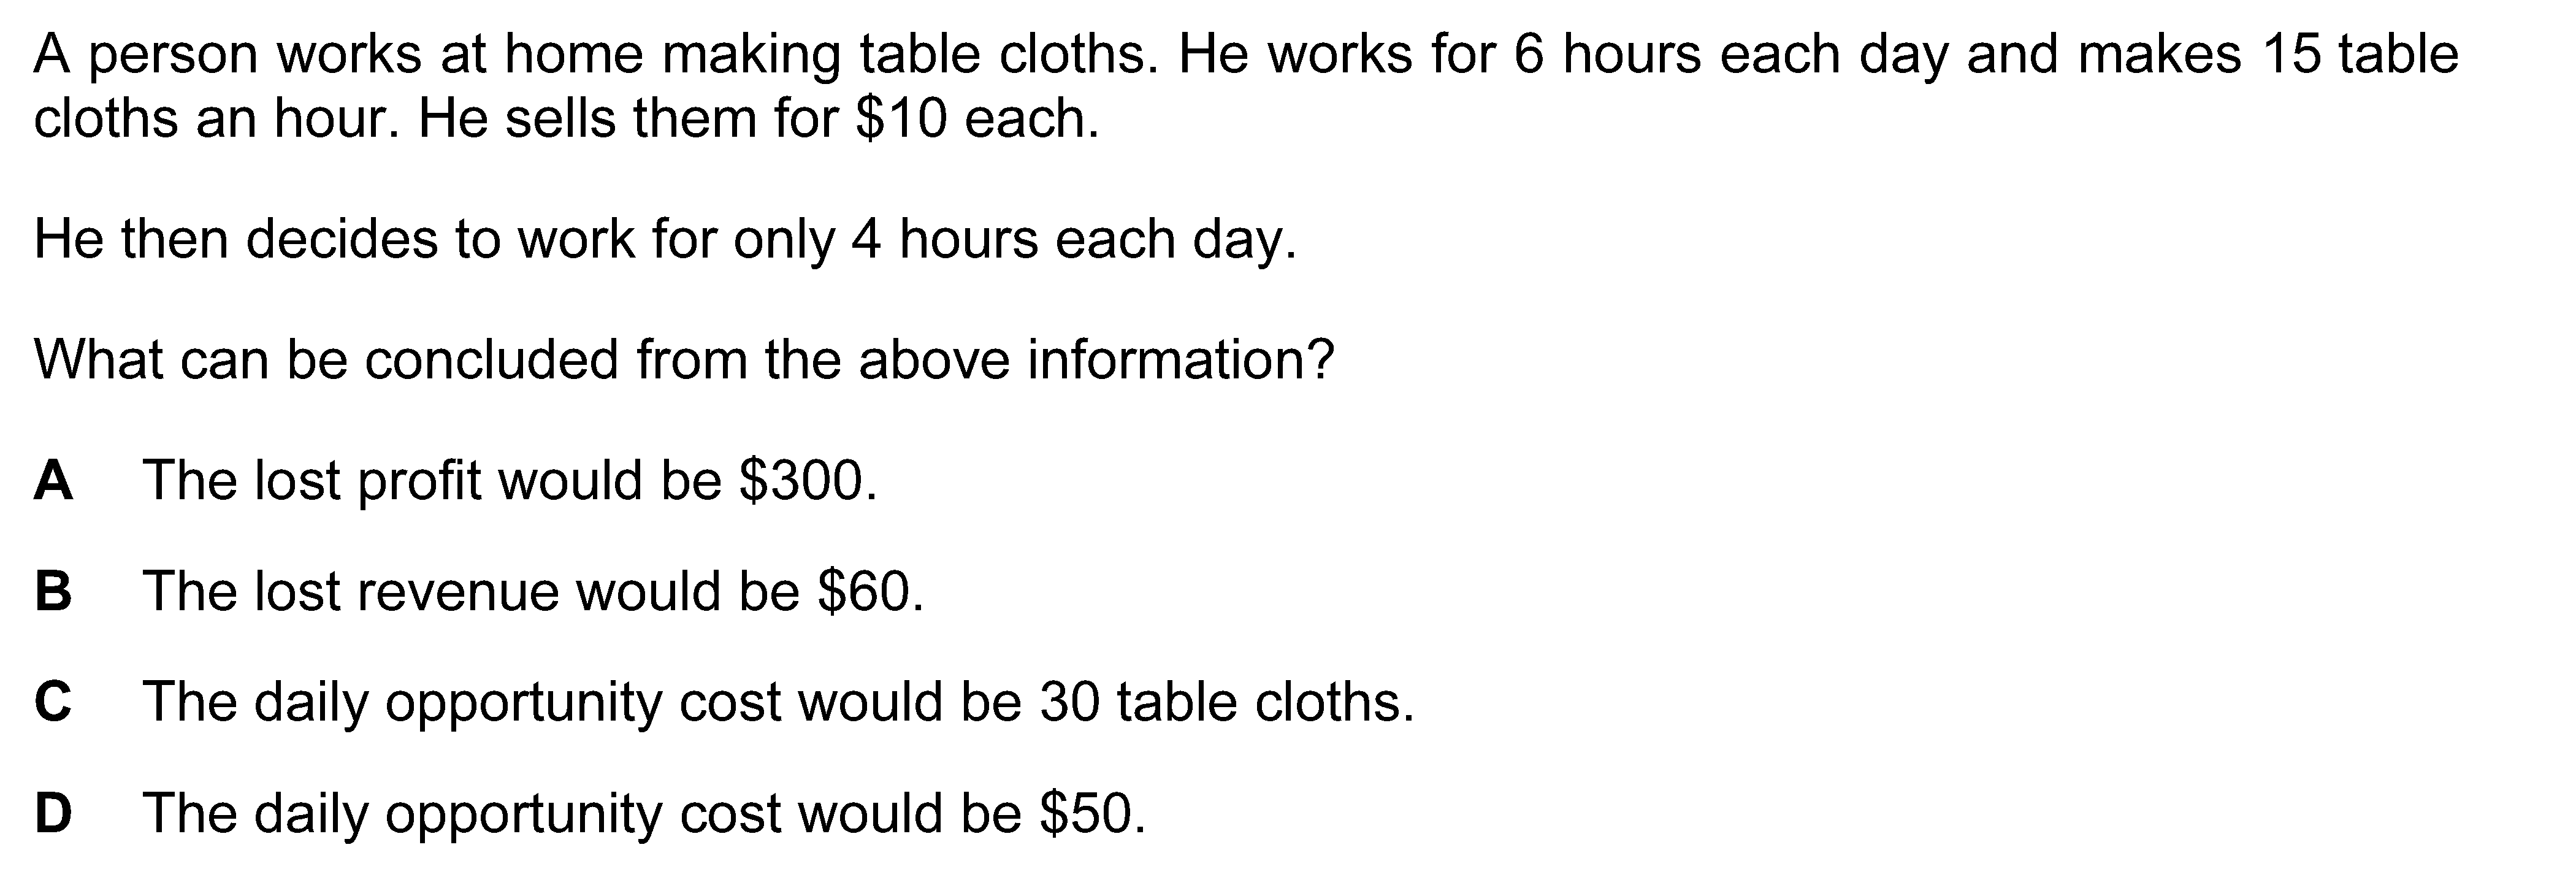 A person works at home making table cloths. He works for 6 hours each day and makes 15 table
cloths an hour. He sells them for $10 each.
He then decides to work for only 4 hours each day.
What can be concluded from the above information?
A The lost profit would be $300.
B The lost revenue would be $60.
C The daily opportunity cost would be 30 table cloths.
D The daily opportunity cost would be $50.